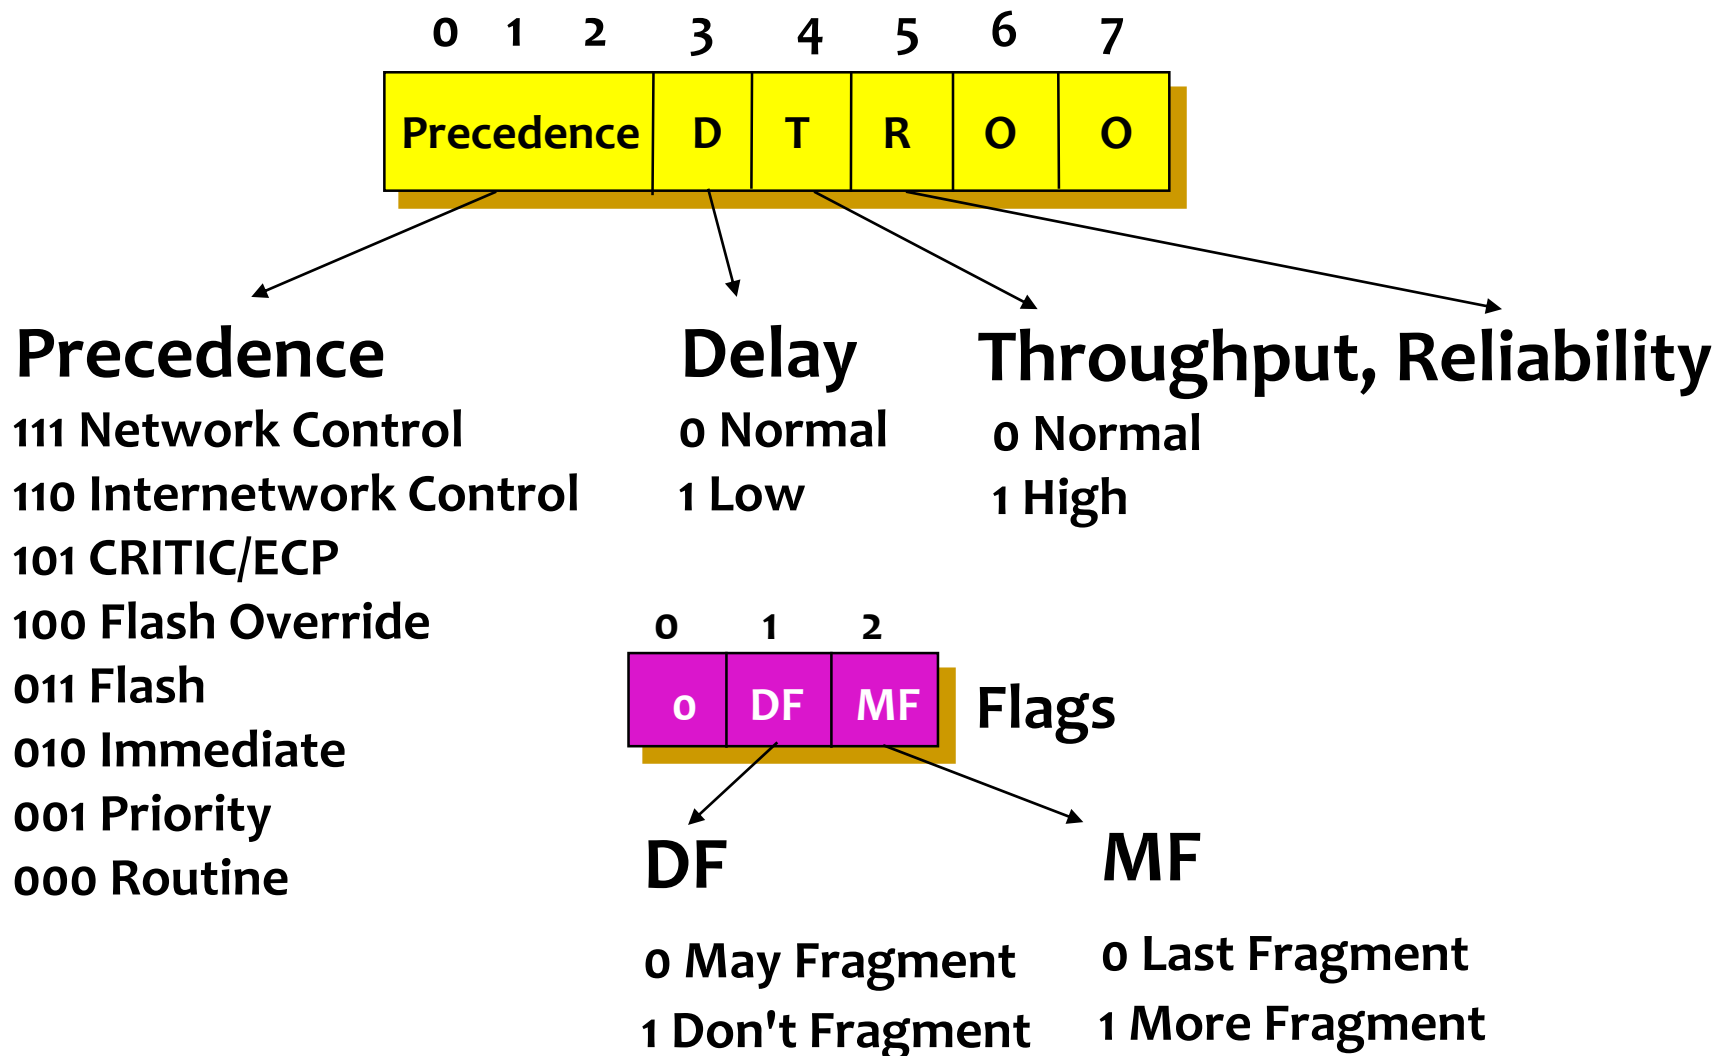 0 1 2 3 4 5 6 7
Precedence D T R O O
Precedence
111 Network Control
110 Internetwork Control
101 CRITIC/ECP
100 Flash Override
011 Flash
010 Immediate
001 Priority
000 Routine
Delay
0 Normal
1 Low
Throughput, Reliability
0 Normal
1 High
0 1 2
0 DF MF
Flags
DF
0 May Fragment
1 Don't Fragment
MF
0 Last Fragment
1 More Fragment